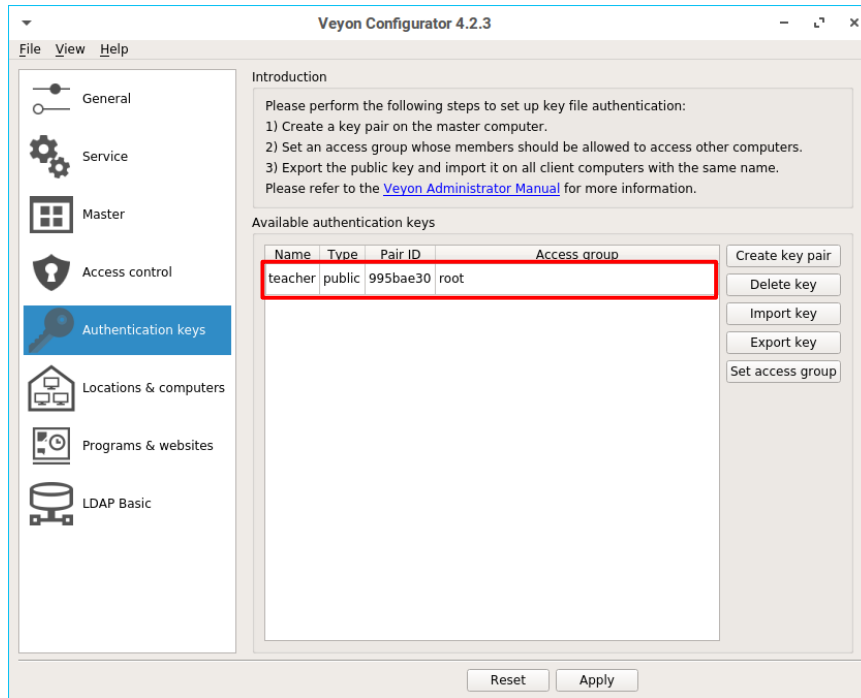 Veyon Configurator 4.2.3
File View Help
General
Service
Master
Access control
Authentication keys
Locations & computers
Programs & websites
LDAP Basic
Introduction
Please perform the following steps to set up key file authentication:
1) Create a key pair on the master computer.
2) Set an access group whose members should be allowed to access other computers.
3) Export the public key and import it on all client computers with the same name.
Please refer to the Veyon Administrator Manual for more information.
Available authentication keys
Name Type Pair ID Access group
teacher public 995bae30 root
Create key pair
Delete key
Import key
Export key
Set access group
Reset Apply